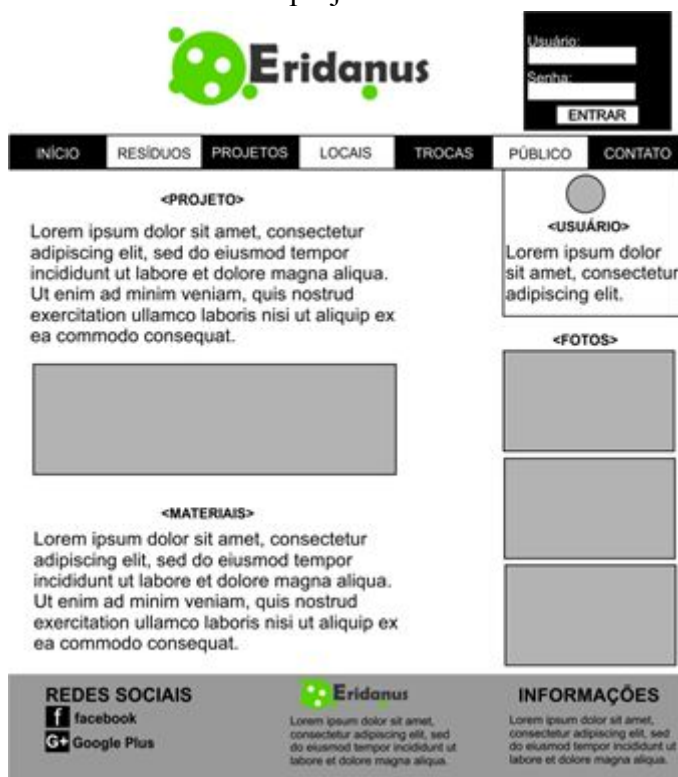 Eridanus
Usuário:
Senha:
ENTRAR
INÍCIO RESÍDUOS PROJETOS LOCAIS TROCAS PÚBLICO CONTATO
<PROJETO>
Lorem ipsum dolor sit amet, consectetur
adipiscing elit, sed do eiusmod tempor
incididunt ut labore et dolore magna aliqua.
Ut enim ad minim veniam, quis nostrud
exercitation ullamco laboris nisi ut aliquip ex
ea commodo consequat.
<USUÁRIO>
Lorem ipsum dolor
sit amet, consectetur
adipiscing elit.
<FOTOS>
<MATERIAIS>
Lorem ipsum dolor sit amet, consectetur
adipiscing elit, sed do eiusmod tempor
incididunt ut labore et dolore magna aliqua.
Ut enim ad minim veniam, quis nostrud
exercitation ullamco laboris nisi ut aliquip ex
ea commodo consequat.
REDES SOCIAIS
f facebook
G+ Google Plus
Eridanus
Lorem ipsum dolor sit amet,
consectetur adipiscing elit, sed
do eiusmod tempor incididunt ut
labore et dolore magna aliqua.
INFORMAÇÕES
Lorem ipsum dolor sit amet,
consectetur adipiscing elit, sed
do eiusmod tempor incididunt ut
labore et dolore magna aliqua.